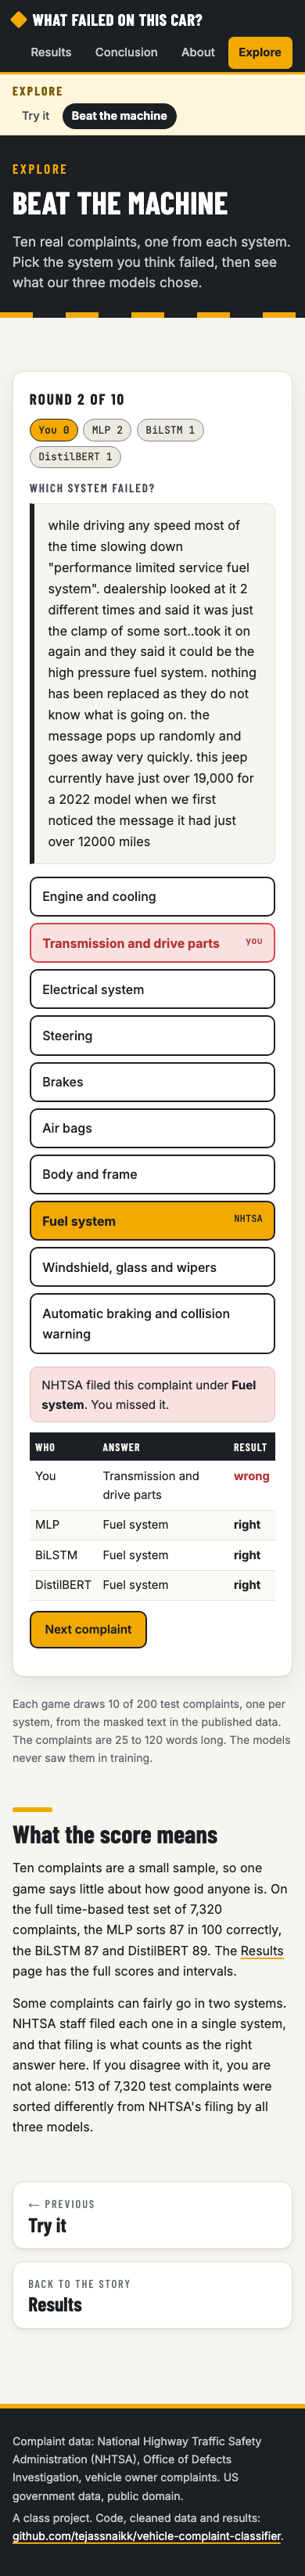 WHAT FAILED ON THIS CAR?
Results Conclusion About Explore
EXPLORE
Try it Beat the machine
EXPLORE
BEAT THE MACHINE
Ten real complaints, one from each system.
Pick the system you think failed, then see
what our three models chose.
ROUND 2 OF 10
You 0 MLP 2 BiLSTM 1
DistilBERT 1
WHICH SYSTEM FAILED?
while driving any speed most of
the time slowing down
"performance limited service fuel
system". dealership looked at it 2
different times and said it was just
the clamp of some sort..took it on
again and they said it could be the
high pressure fuel system. nothing
has been replaced as they do not
know what is going on. the
message pops up randomly and
goes away very quickly. this jeep
currently have just over 19,000 for
a 2022 model when we first
noticed the message it had just
over 12000 miles
Engine and cooling
Transmission and drive parts you
Electrical system
Steering
Brakes
Air bags
Body and frame
Fuel system NHTSA
Windshield, glass and wipers
Automatic braking and collision
warning
NHTSA filed this complaint under Fuel
system. You missed it.
WHO ANSWER RESULT
You Transmission and wrong
drive parts
MLP Fuel system right
BiLSTM Fuel system right
DistilBERT Fuel system right
Next complaint
Each game draws 10 of 200 test complaints, one per
system, from the masked text in the published data.
The complaints are 25 to 120 words long. The models
never saw them in training.
What the score means
Ten complaints are a small sample, so one
game says little about how good anyone is. On
the full time-based test set of 7,320
complaints, the MLP sorts 87 in 100 correctly,
the BiLSTM 87 and DistilBERT 89. The Results
page has the full scores and intervals.
Some complaints can fairly go in two systems.
NHTSA staff filed each one in a single system,
and that filing is what counts as the right
answer here. If you disagree with it, you are
not alone: 513 of 7,320 test complaints were
sorted differently from NHTSA's filing by all
three models.
← PREVIOUS
Try it
BACK TO THE STORY
Results
Complaint data: National Highway Traffic Safety
Administration (NHTSA), Office of Defects
Investigation, vehicle owner complaints. US
government data, public domain.
A class project. Code, cleaned data and results:
github.com/tejassnaikk/vehicle-complaint-classifier.